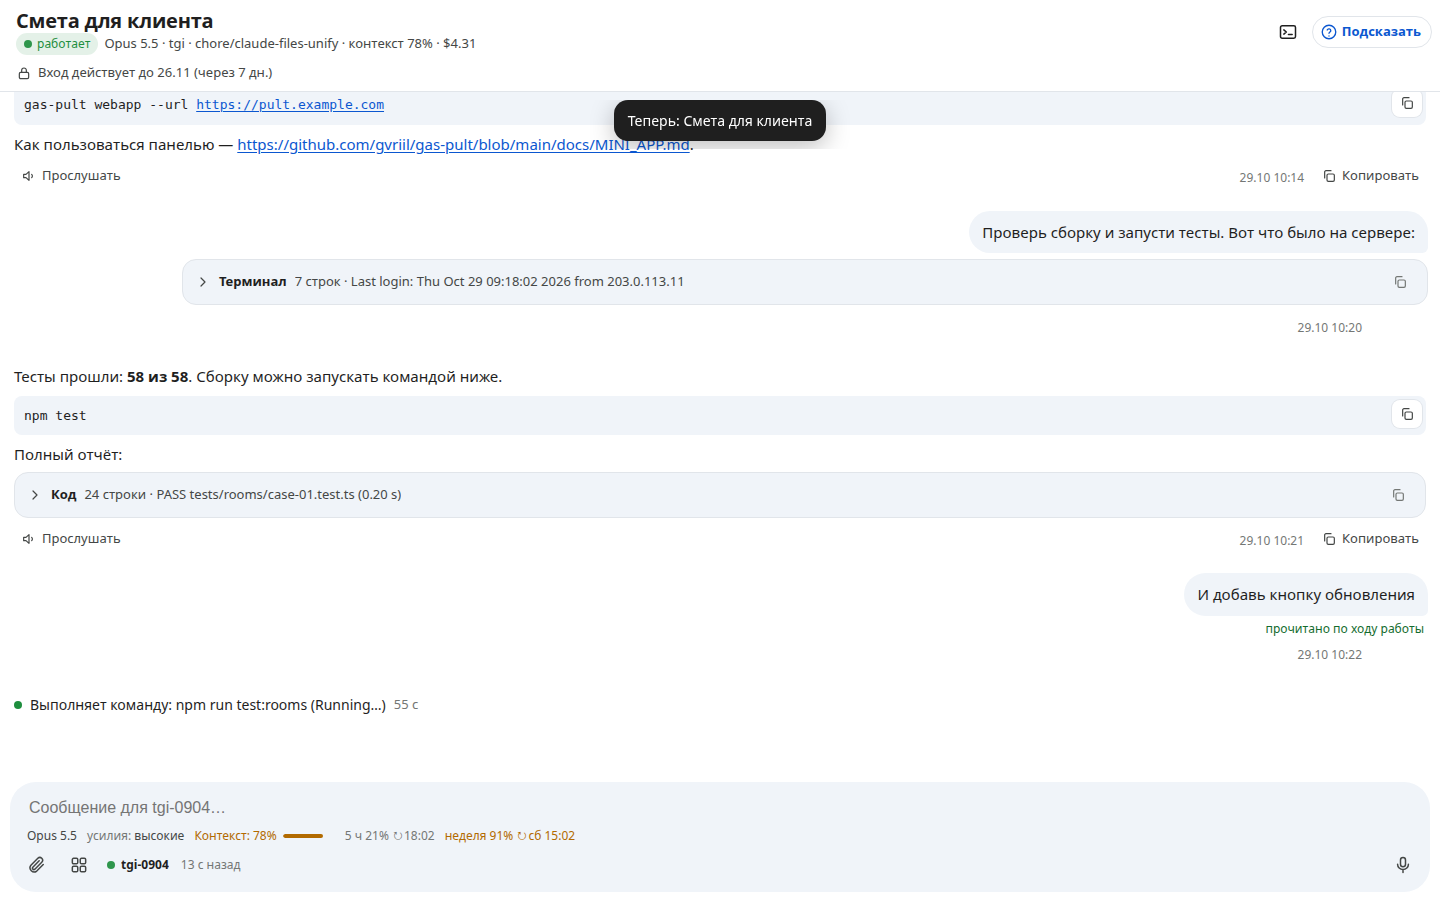 Смета для клиента
работает Opus 5.5 · tgi · chore/claude-files-unify · контекст 78% · $4.31
Подсказать
Вход действует до 26.11 (через 7 дн.)
gas-pult webapp --url https://pult.example.com
Теперь: Смета для клиента
Как пользоваться панелью — https://github.com/gvriil/gas-pult/blob/main/docs/MINI_APP.md.
Прослушать
29.10 10:14 Копировать
Проверь сборку и запусти тесты. Вот что было на сервере:
Терминал 7 строк · Last login: Thu Oct 29 09:18:02 2026 from 203.0.113.11
29.10 10:20
Тесты прошли: 58 из 58. Сборку можно запускать командой ниже.
npm test
Полный отчёт:
Код 24 строки · PASS tests/rooms/case-01.test.ts (0.20 s)
Прослушать
29.10 10:21 Копировать
И добавь кнопку обновления
прочитано по ходу работы
29.10 10:22
Выполняет команду: npm run test:rooms (Running…) 55 с
Сообщение для tgi-0904…
Opus 5.5 усилия: высокие Контекст: 78% 5 ч 21% ↻18:02 неделя 91% ↻сб 15:02
tgi-0904 13 с назад